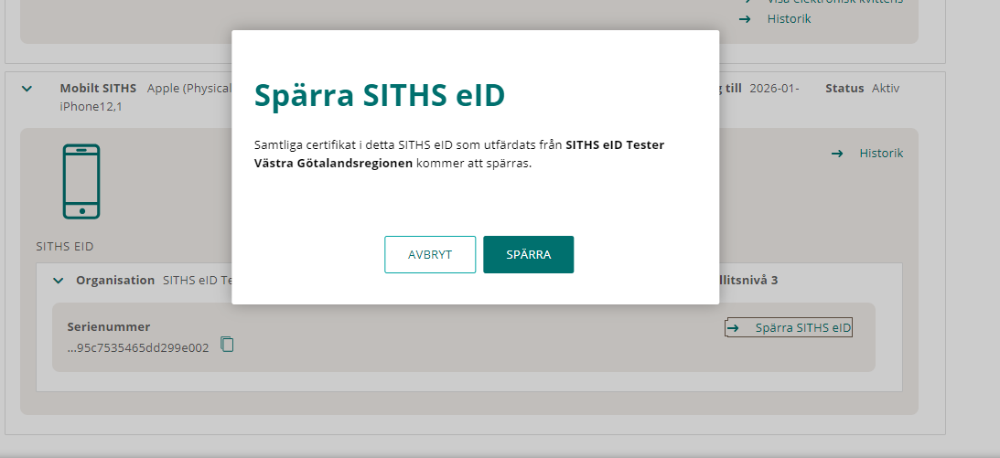 Visa elektronisk kvittens
Historik
Mobilt SITHS Apple (Physical till 2026-01- Status Aktiv
iPhone12,1
Spärra SITHS eID
Samtliga certifikat i detta SITHS eID som utfärdats från SITHS eID Tester
Västra Götalandsregionen kommer att spärras.
Historik
SITHS EID
AVBRYT SPÄRRA
Organisation SITHS eID Te llitsnivå 3
Serienummer
...95c7535465dd299e002
Spärra SITHS eID